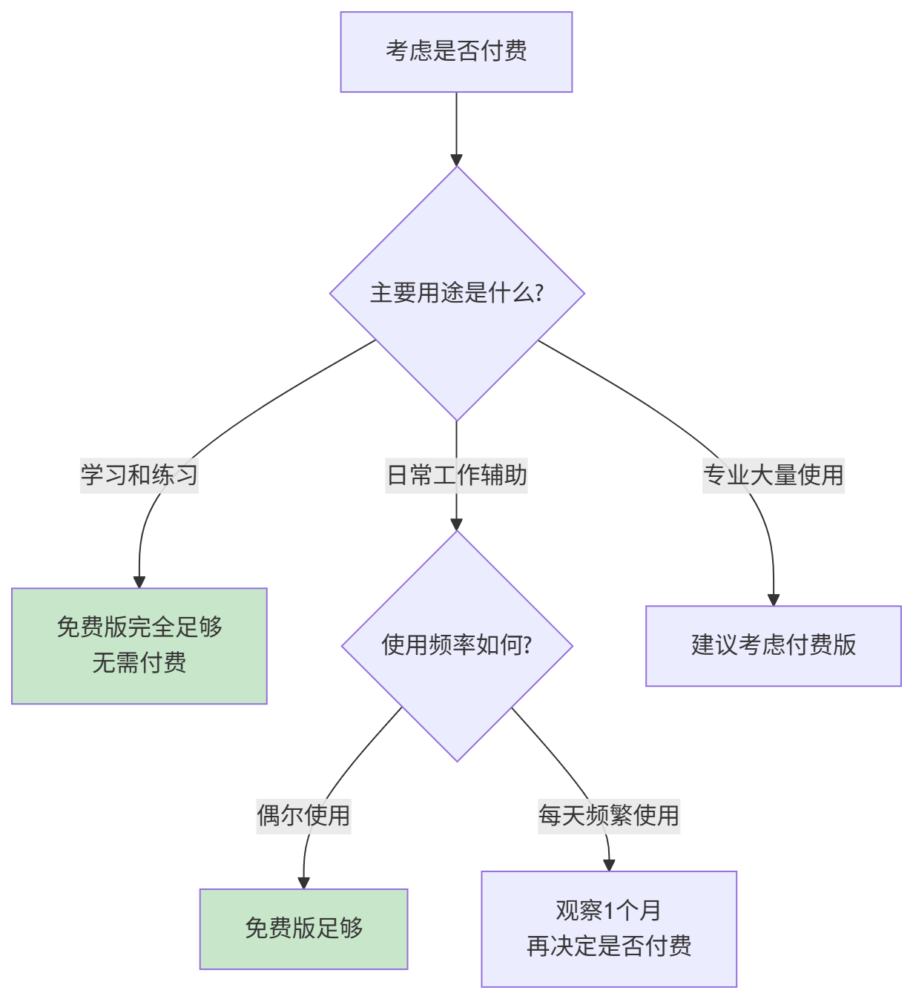 考虑是否付费
主要用途是什么?
学习和练习
日常工作辅助
专业大量使用
免费版完全足够
无需付费
使用频率如何?
建议考虑付费版
偶尔使用
每天频繁使用
免费版足够
观察1个月
再决定是否付费